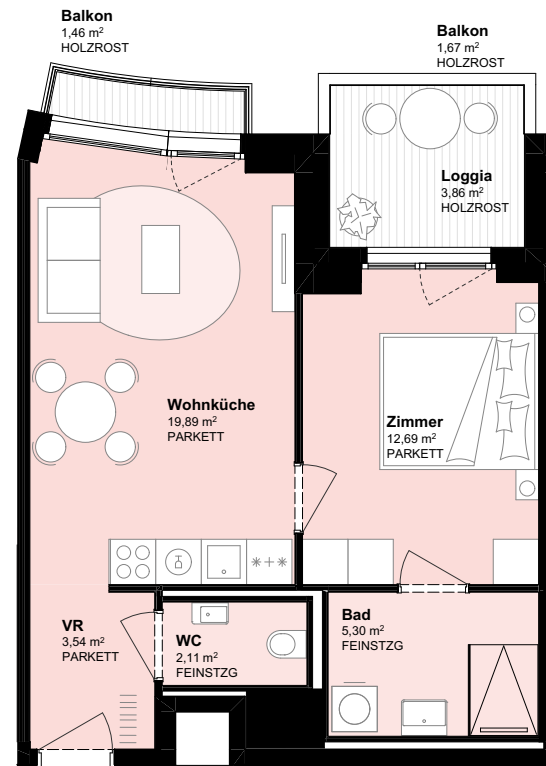 Balkon
1,46 m²
HOLZROST
Balkon
1,67 m²
HOLZROST
Loggia
3,86 m²
HOLZROST
Wohnküche
19,89 m²
PARKETT
Zimmer
12,69 m²
PARKETT
VR
3,54 m²
PARKETT
WC
2,11 m²
FEINSTZG
Bad
5,30 m²
FEINSTZG